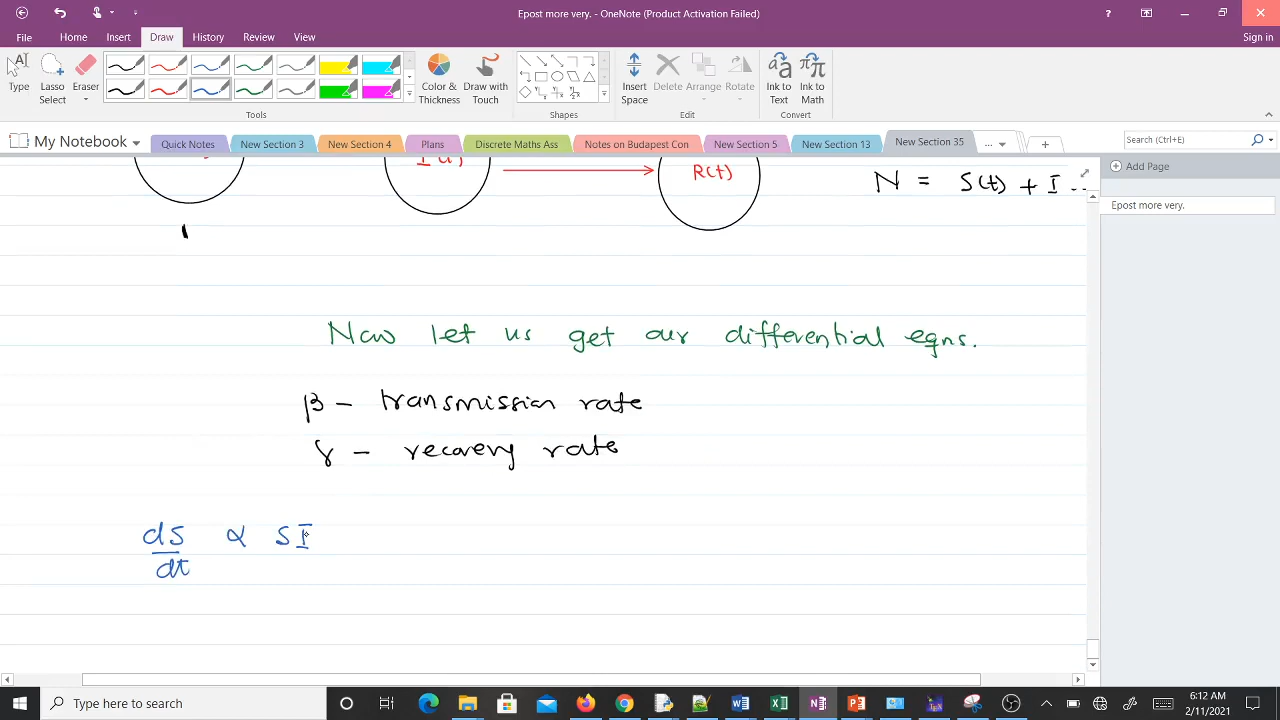 Epost more very. - OneNote (Product Activation Failed)
File Home Insert Draw History Review View Sign in
Type Lasso Select Eraser Color & Thickness Draw with Touch Insert Space Delete Arrange Rotate Ink to Text Ink to Math
Tools Shapes Edit Convert
My Notebook Quick Notes New Section 3 New Section 4 Plans Discrete Maths Ass Notes on Budapest Con New Section 5 New Section 13 New Section 35 ... Search (Ctrl+E)
Add Page
Epost more very.
R(t)
N = S(t) + I ...
Now let us get our differential eqns.
β – transmission rate
γ – recovery rate
dS/dt ∝ SI
Type here to search
6:12 AM
2/11/2021